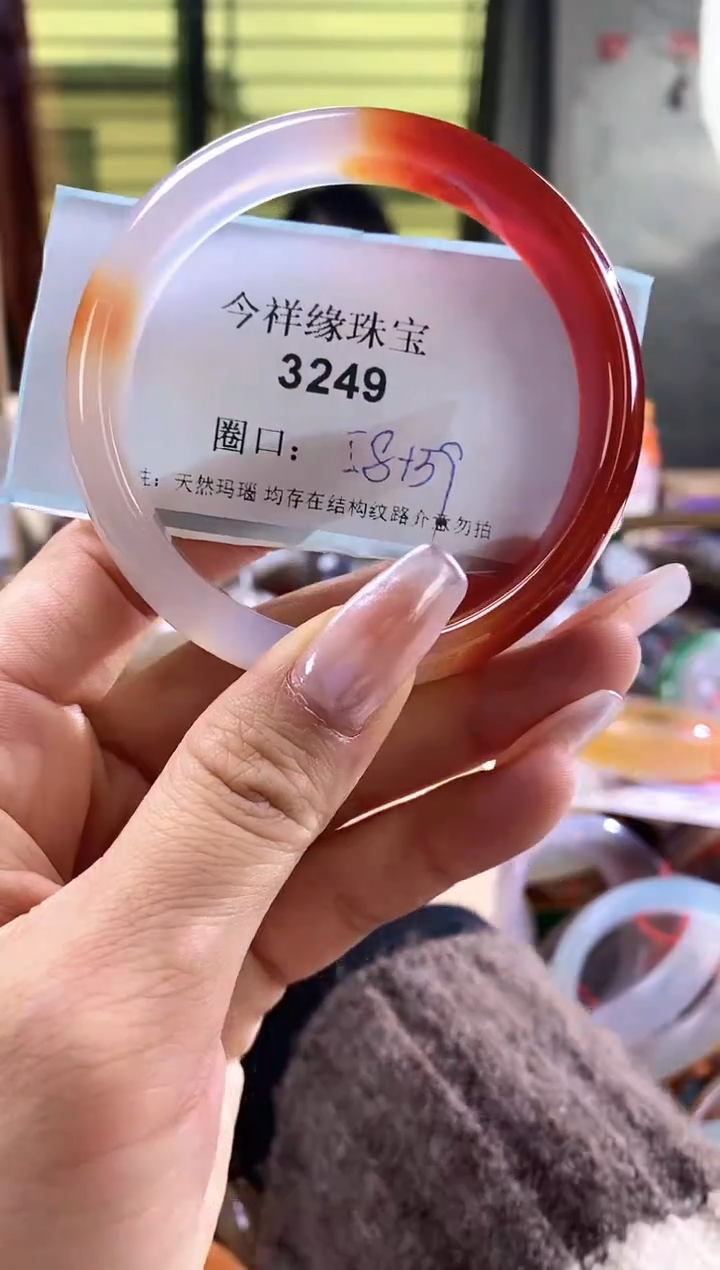 今祥缘珠宝
3249
圈口：
天然玛瑙 均存在结构纹路介意勿拍